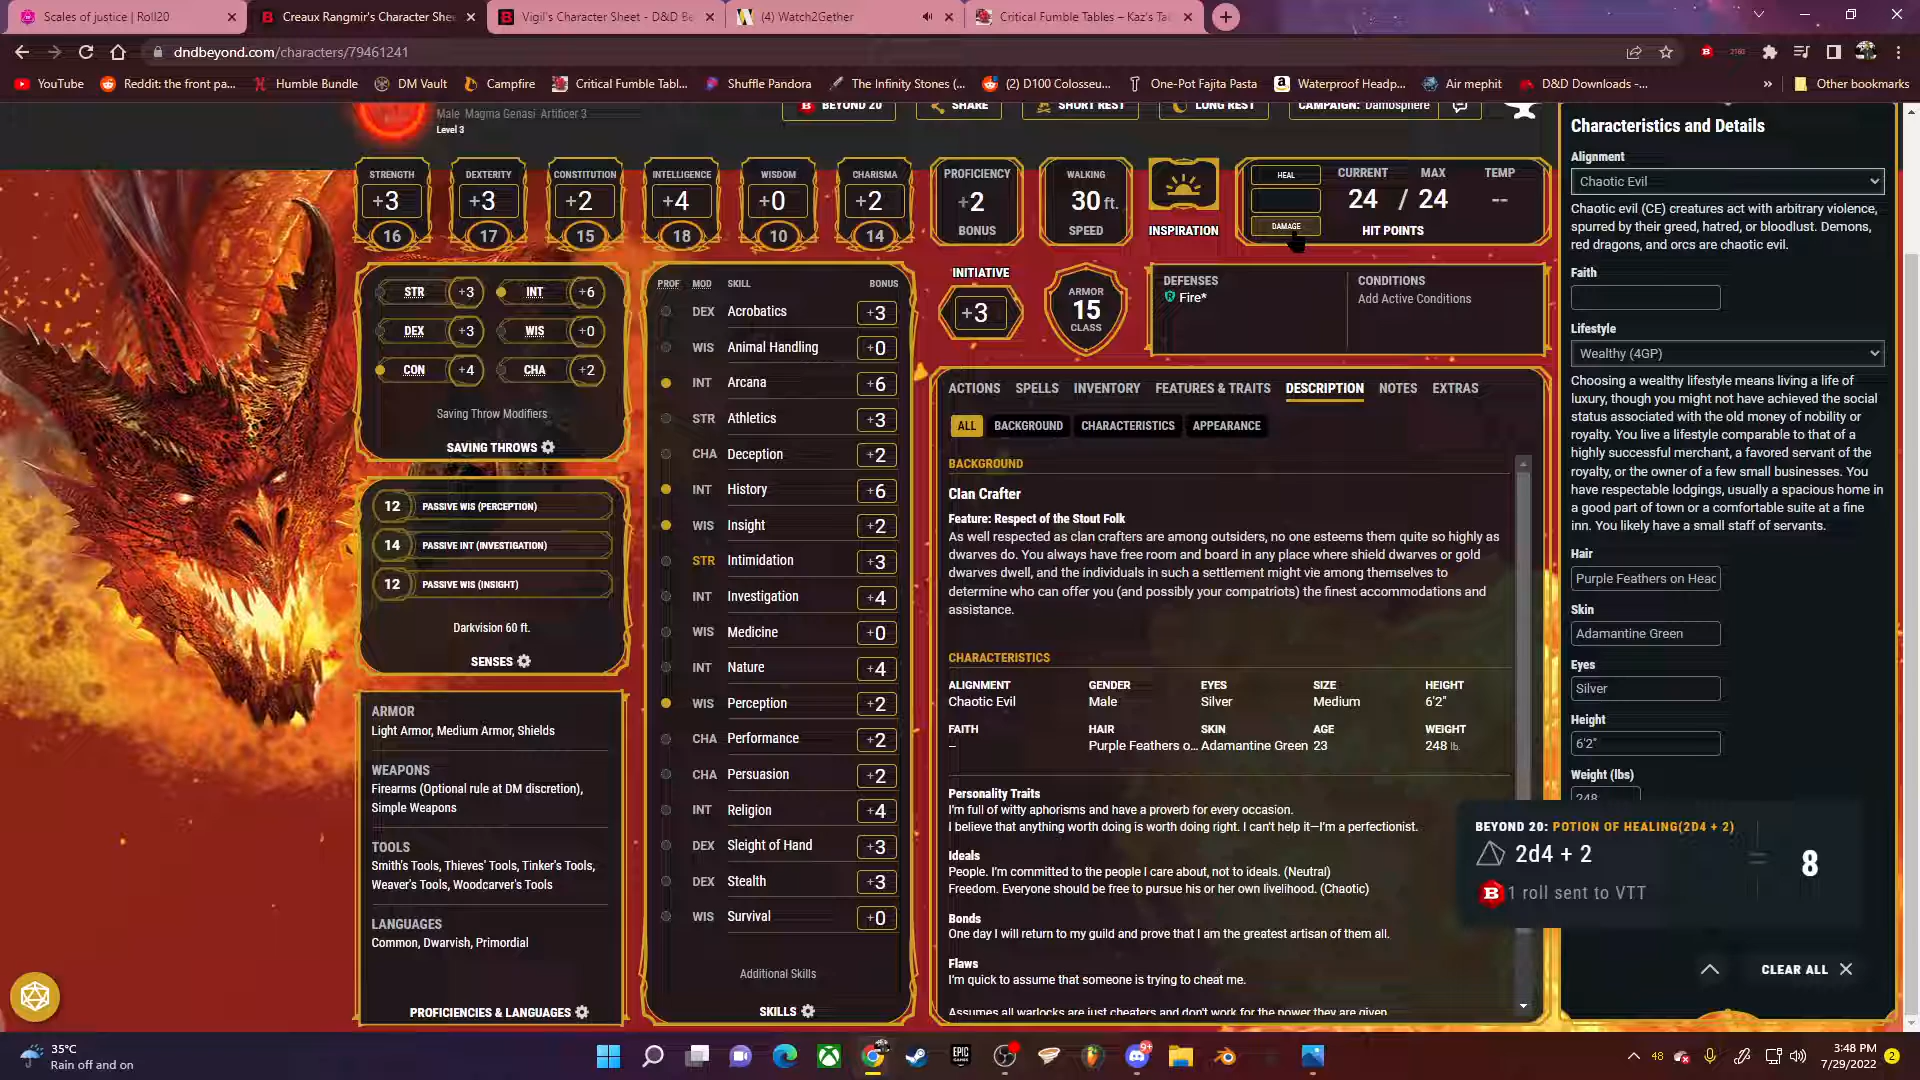 Scales of justice | Roll20
Creaux Rangmir's Character She
Vigil's Character Sheet - D&D Be
(4) Watch2Gether
Critical Fumble Tables – Kaz's Ta
dndbeyond.com/characters/79461241
YouTube
Reddit: the front pa...
Humble Bundle
DM Vault
Campfire
Critical Fumble Tabl...
Shuffle Pandora
The Infinity Stones (...
(2) D100 Colosseu...
One-Pot Fajita Pasta
Waterproof Headp...
Air mephit
D&D Downloads -...
»
Other bookmarks
Male Magma Genasi Artificer 3
Level 3
BEYOND 20
SHARE
SHORT REST
LONG REST
CAMPAIGN: Damosphere
STRENGTH
+3
16
DEXTERITY
+3
17
CONSTITUTION
+2
15
INTELLIGENCE
+4
18
WISDOM
+0
10
CHARISMA
+2
14
PROFICIENCY
+2
BONUS
WALKING
30 ft.
SPEED
INSPIRATION
HEAL
DAMAGE
CURRENT MAX TEMP
24 / 24 --
HIT POINTS
STR +3 INT +6
DEX +3 WIS +0
CON +4 CHA +2
Saving Throw Modifiers
SAVING THROWS
12 PASSIVE WIS (PERCEPTION)
14 PASSIVE INT (INVESTIGATION)
12 PASSIVE WIS (INSIGHT)
Darkvision 60 ft.
SENSES
ARMOR
Light Armor, Medium Armor, Shields
WEAPONS
Firearms (Optional rule at DM discretion),
Simple Weapons
TOOLS
Smith's Tools, Thieves' Tools, Tinker's Tools,
Weaver's Tools, Woodcarver's Tools
LANGUAGES
Common, Dwarvish, Primordial
PROFICIENCIES & LANGUAGES
PROF MOD SKILL BONUS
DEX Acrobatics +3
WIS Animal Handling +0
INT Arcana +6
STR Athletics +3
CHA Deception +2
INT History +6
WIS Insight +2
STR Intimidation +3
INT Investigation +4
WIS Medicine +0
INT Nature +4
WIS Perception +2
CHA Performance +2
CHA Persuasion +2
INT Religion +4
DEX Sleight of Hand +3
DEX Stealth +3
WIS Survival +0
Additional Skills
SKILLS
INITIATIVE
+3
ARMOR
15
CLASS
DEFENSES
Fire*
CONDITIONS
Add Active Conditions
ACTIONS SPELLS INVENTORY FEATURES & TRAITS DESCRIPTION NOTES EXTRAS
ALL BACKGROUND CHARACTERISTICS APPEARANCE
BACKGROUND
Clan Crafter
Feature: Respect of the Stout Folk
As well respected as clan crafters are among outsiders, no one esteems them quite so highly as
dwarves do. You always have free room and board in any place where shield dwarves or gold
dwarves dwell, and the individuals in such a settlement might vie among themselves to
determine who can offer you (and possibly your compatriots) the finest accommodations and
assistance.
CHARACTERISTICS
ALIGNMENT GENDER EYES SIZE HEIGHT
Chaotic Evil Male Silver Medium 6'2"
FAITH HAIR SKIN AGE WEIGHT
– Purple Feathers o... Adamantine Green 23 248 lb.
Personality Traits
I'm full of witty aphorisms and have a proverb for every occasion.
I believe that anything worth doing is worth doing right. I can't help it—I'm a perfectionist.
Ideals
People. I'm committed to the people I care about, not to ideals. (Neutral)
Freedom. Everyone should be free to pursue his or her own livelihood. (Chaotic)
Bonds
One day I will return to my guild and prove that I am the greatest artisan of them all.
Flaws
I'm quick to assume that someone is trying to cheat me.
Assumes all warlocks are just cheaters and don't work for the power they are given
Characteristics and Details
Alignment
Chaotic Evil
Chaotic evil (CE) creatures act with arbitrary violence,
spurred by their greed, hatred, or bloodlust. Demons,
red dragons, and orcs are chaotic evil.
Faith
Lifestyle
Wealthy (4GP)
Choosing a wealthy lifestyle means living a life of
luxury, though you might not have achieved the social
status associated with the old money of nobility or
royalty. You live a lifestyle comparable to that of a
highly successful merchant, a favored servant of the
royalty, or the owner of a few small businesses. You
have respectable lodgings, usually a spacious home in
a good part of town or a comfortable suite at a fine
inn. You likely have a small staff of servants.
Hair
Purple Feathers on Head
Skin
Adamantine Green
Eyes
Silver
Height
6'2"
Weight (lbs)
248
BEYOND 20: POTION OF HEALING(2D4 + 2)
2d4 + 2 = 8
1 roll sent to VTT
CLEAR ALL
35°C
Rain off and on
EPIC
9+
48
3:48 PM
7/29/2022
2